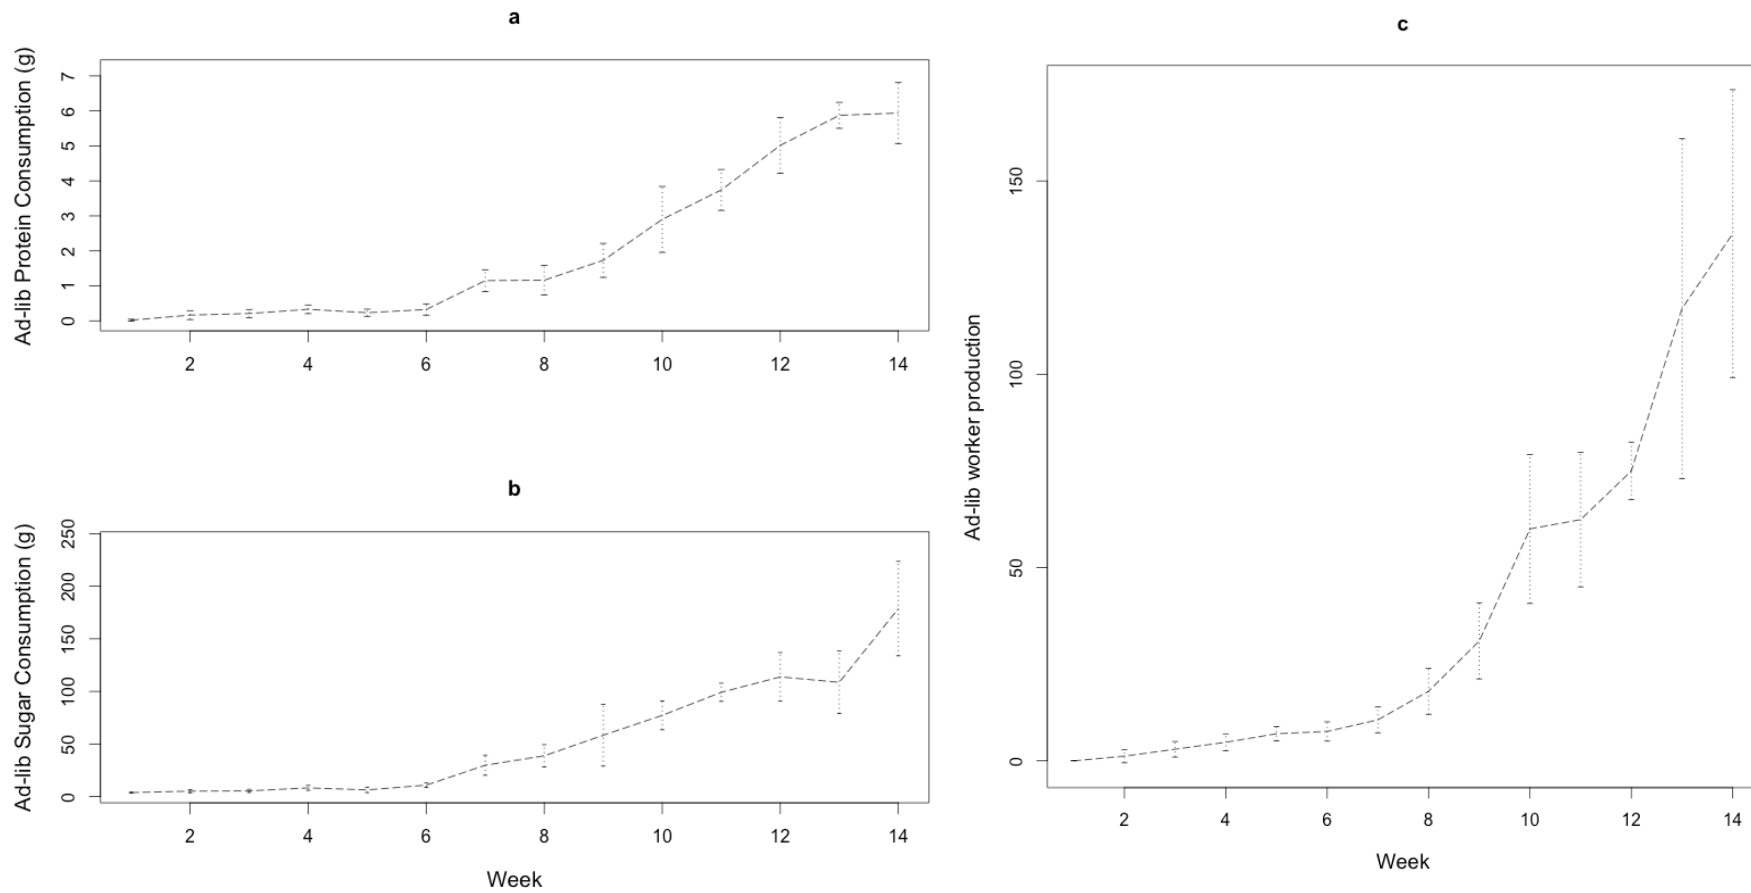 a
Ad-lib Protein Consumption (g)
7
6
5
4
3
2
1
0
2 4 6 8 10 12 14
b
Ad-lib Sugar Consumption (g)
250
200
150
100
50
0
2 4 6 8 10 12 14
Week
c
Ad-lib worker production
150
100
50
0
2 4 6 8 10 12 14
Week